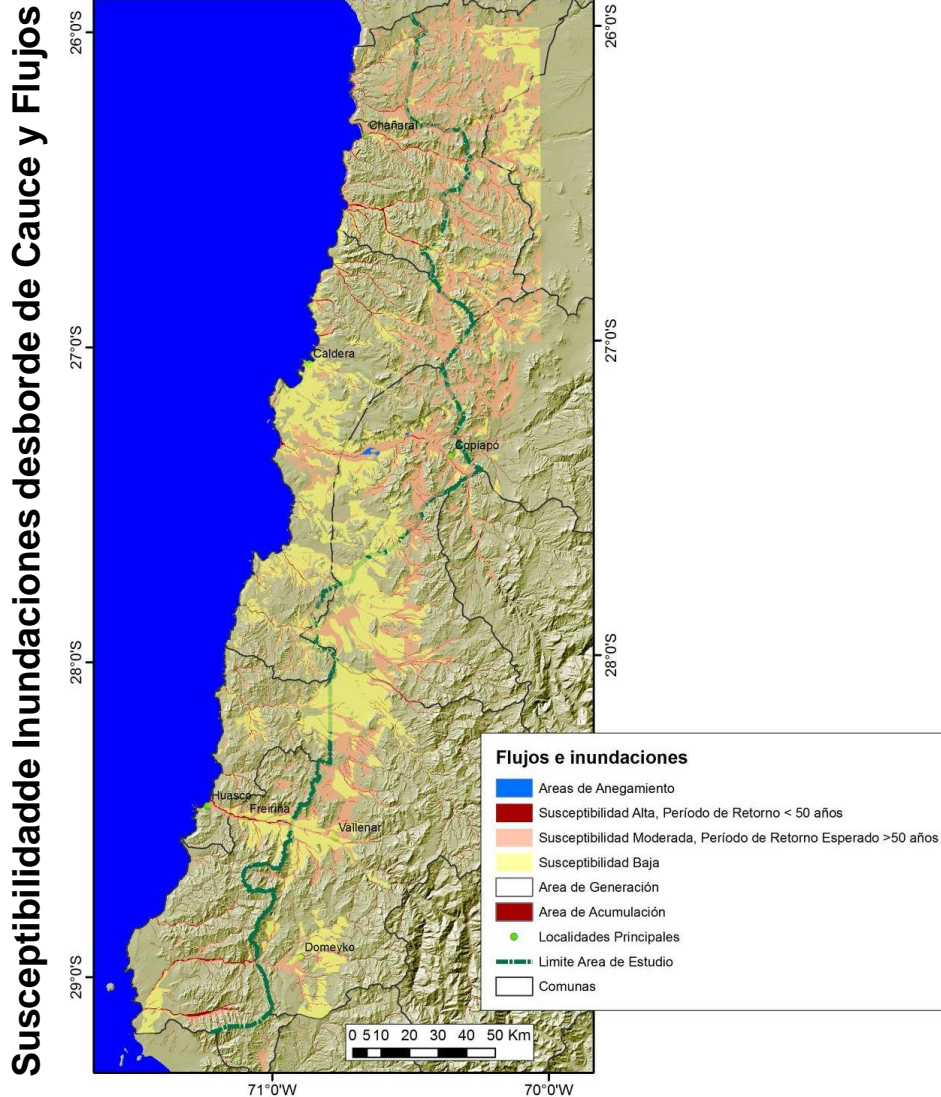 Susceptibilidadde Inundaciones desborde de Cauce y Flujos
26°0'S
26°0'S
Chañaral
27°0'S
27°0'S
Caldera
Copiapó
28°0'S
28°0'S
Huasco
Freirina
Vallenar
Domeyko
29°0'S
Flujos e inundaciones
Areas de Anegamiento
Susceptibilidad Alta, Período de Retorno < 50 años
Susceptibilidad Moderada, Período de Retorno Esperado >50 años
Susceptibilidad Baja
Area de Generación
Area de Acumulación
Localidades Principales
Limite Area de Estudio
Comunas
0 5 10 20 30 40 50 Km
71°0'W
70°0'W